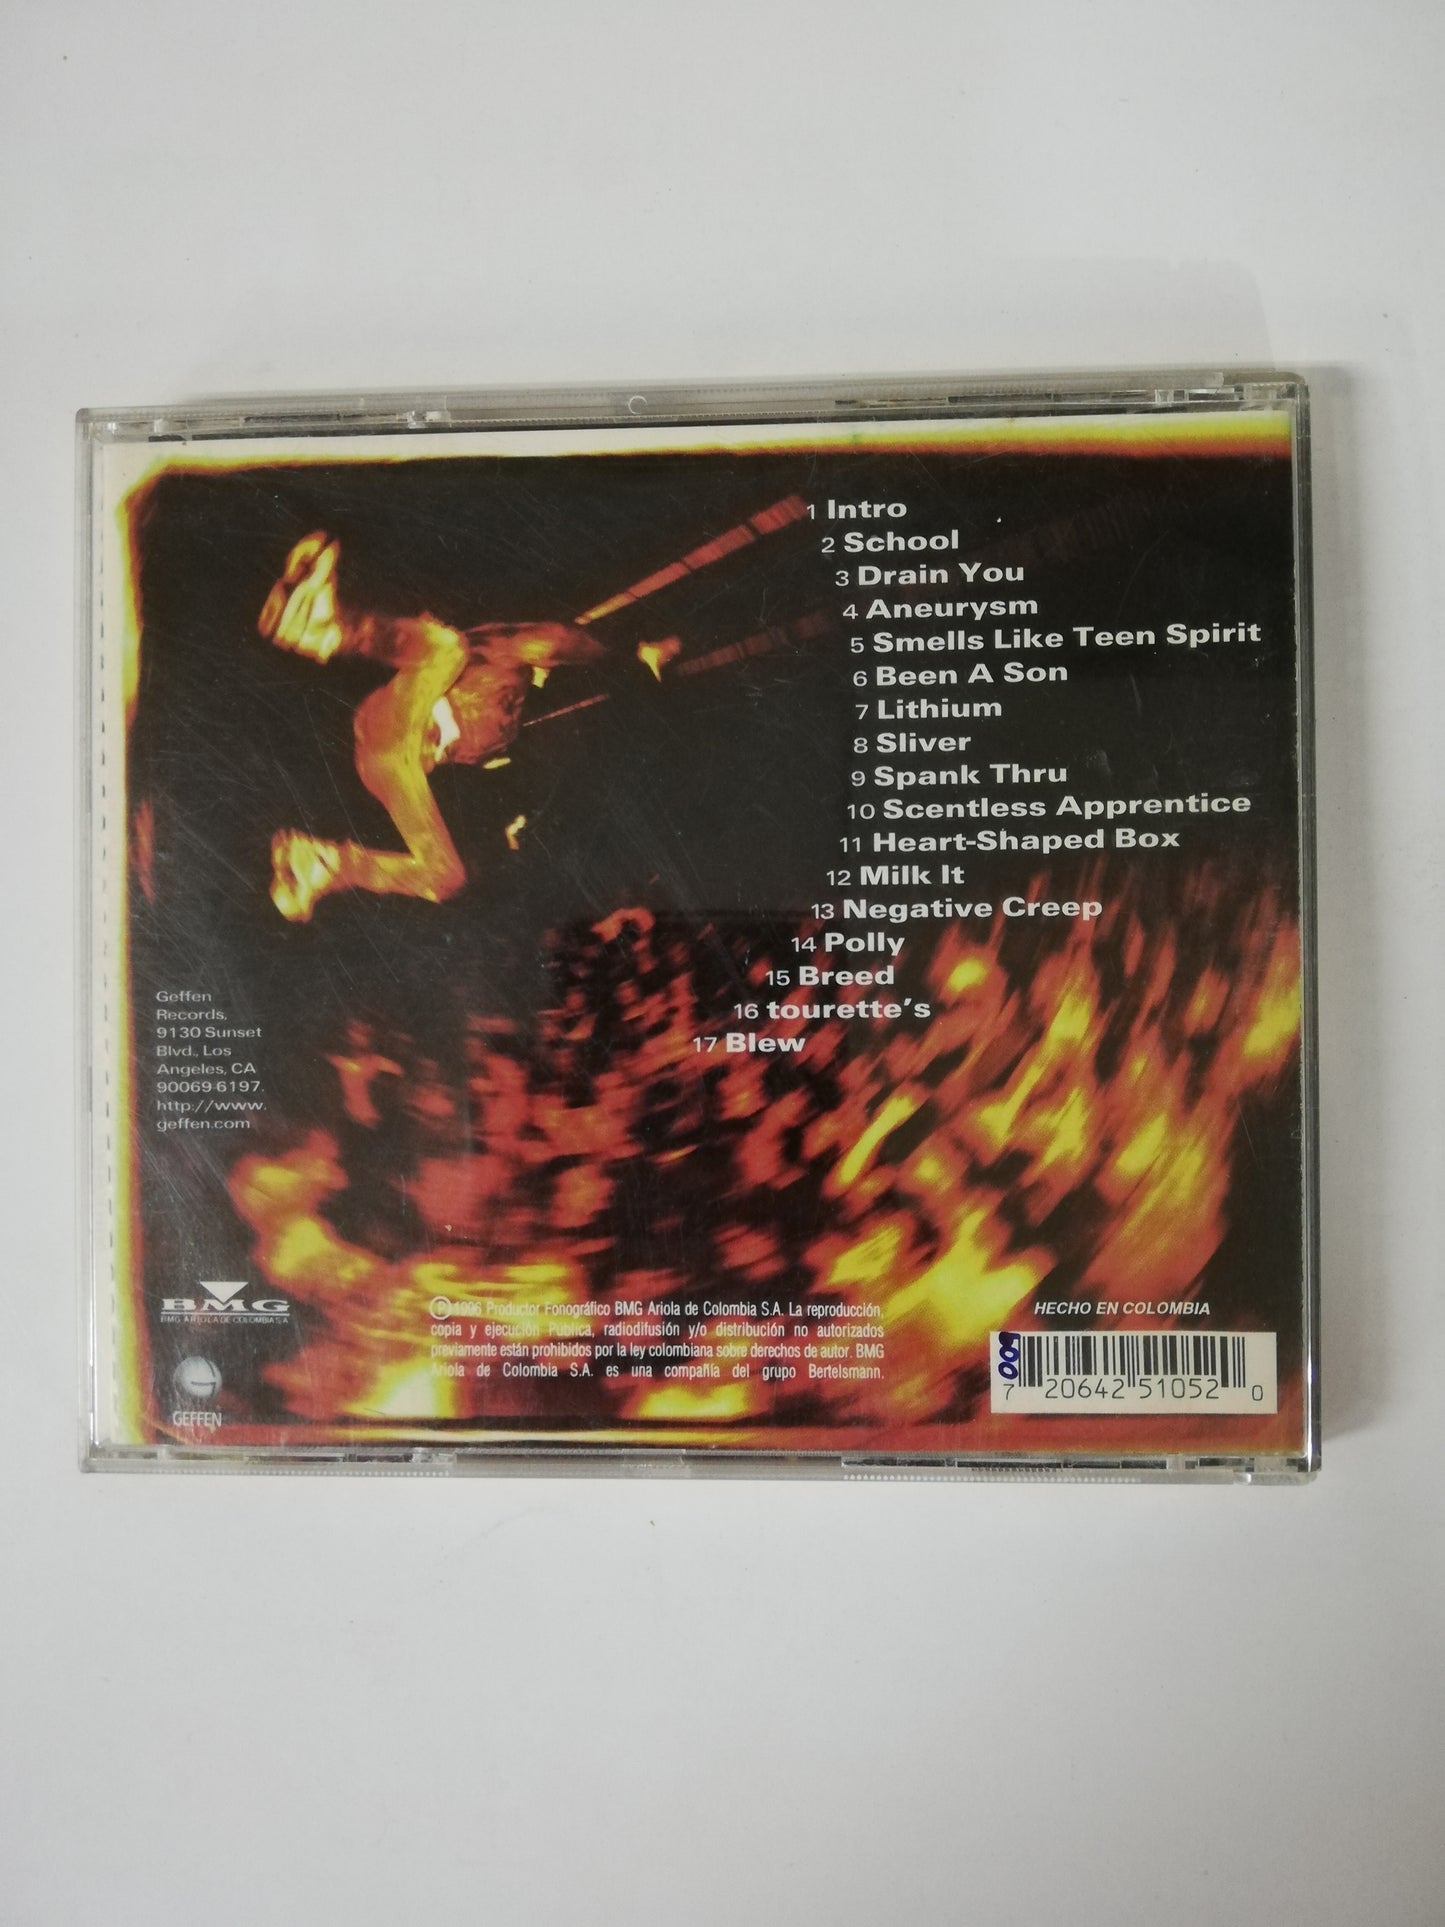 1 Intro
2 School
3 Drain You
4 Aneurysm
5 Smells Like Teen Spirit
6 Been A Son
7 Lithium
8 Sliver
9 Spank Thru
10 Scentless Apprentice
11 Heart-Shaped Box
12 Milk It
13 Negative Creep
14 Polly
15 Breed
16 tourette's
17 Blew
Geffen
Records,
9130 Sunset
Blvd., Los
Angeles, CA
90069-6197.
http://www.
geffen.com
BMG
BMG ARIOLA DE COLOMBIA S.A.
GEFFEN
Ⓟ 1996 Productor Fonográfico BMG Ariola de Colombia S.A. La reproducción,
copia y ejecución Pública, radiodifusión y/o distribución no autorizados
previamente están prohibidos por la ley colombiana sobre derechos de autor. BMG
Ariola de Colombia S.A. es una compañía del grupo Bertelsmann.
HECHO EN COLOMBIA
7 20642 51052 0